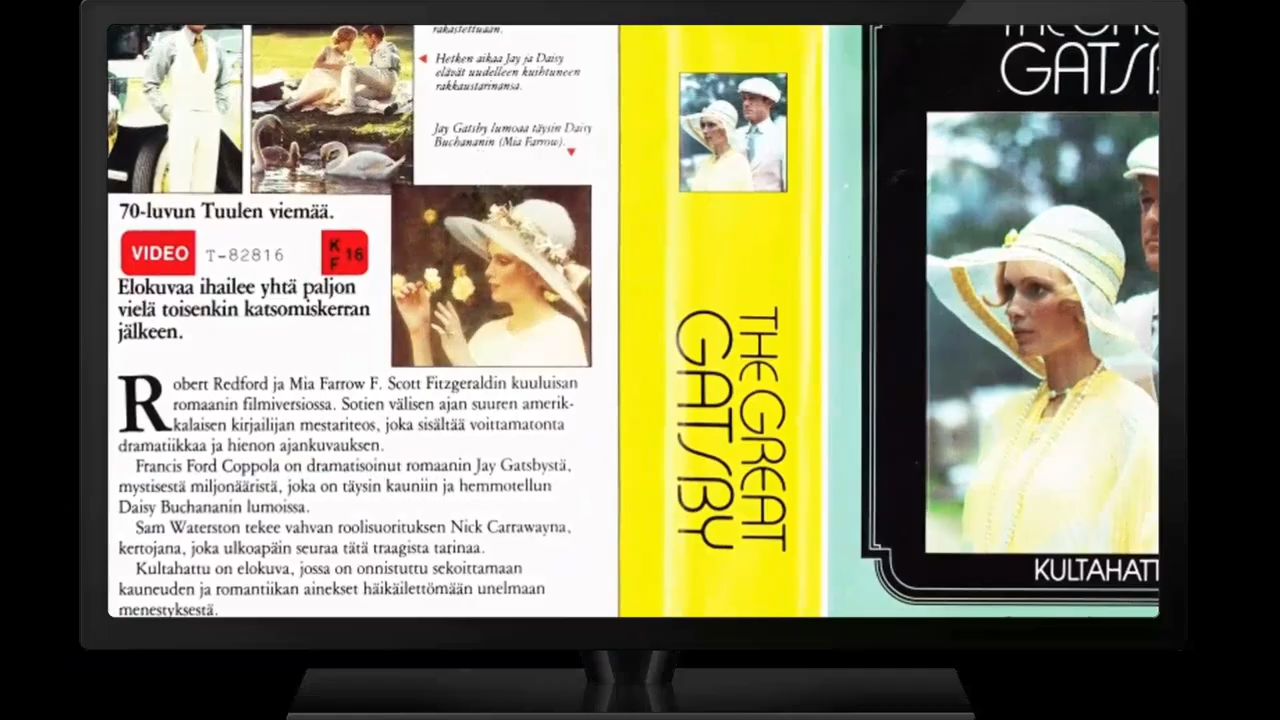 rakastettuaan.
Hetken aikaa Jay ja Daisy
elävät uudelleen kuihtuneen
rakkaustarinansa.
Jay Gatsby lumoaa täysin Daisy
Buchananin (Mia Farrow).
70-luvun Tuulen viemää.
VIDEO T-82816 K F 16
Elokuvaa ihailee yhtä paljon
vielä toisenkin katsomiskerran
jälkeen.
Robert Redford ja Mia Farrow F. Scott Fitzgeraldin kuuluisan
romaanin filmiversiossa. Sotien välisen ajan suuren amerik-
kalaisen kirjailijan mestariteos, joka sisältää voittamatonta
dramatiikkaa ja hienon ajankuvauksen.
Francis Ford Coppola on dramatisoinut romaanin Jay Gatsbystä,
mystisestä miljonääristä, joka on täysin kauniin ja hemmotellun
Daisy Buchananin lumoissa.
Sam Waterston tekee vahvan roolisuorituksen Nick Carrawayna,
kertojana, joka ulkoapäin seuraa tätä traagista tarinaa.
Kultahattu on elokuva, jossa on onnistuttu sekoittamaan
kauneuden ja romantiikan ainekset häikäilettömään unelmaan
menestyksestä.
THE GREAT
GATSBY
GATSB
KULTAHATT